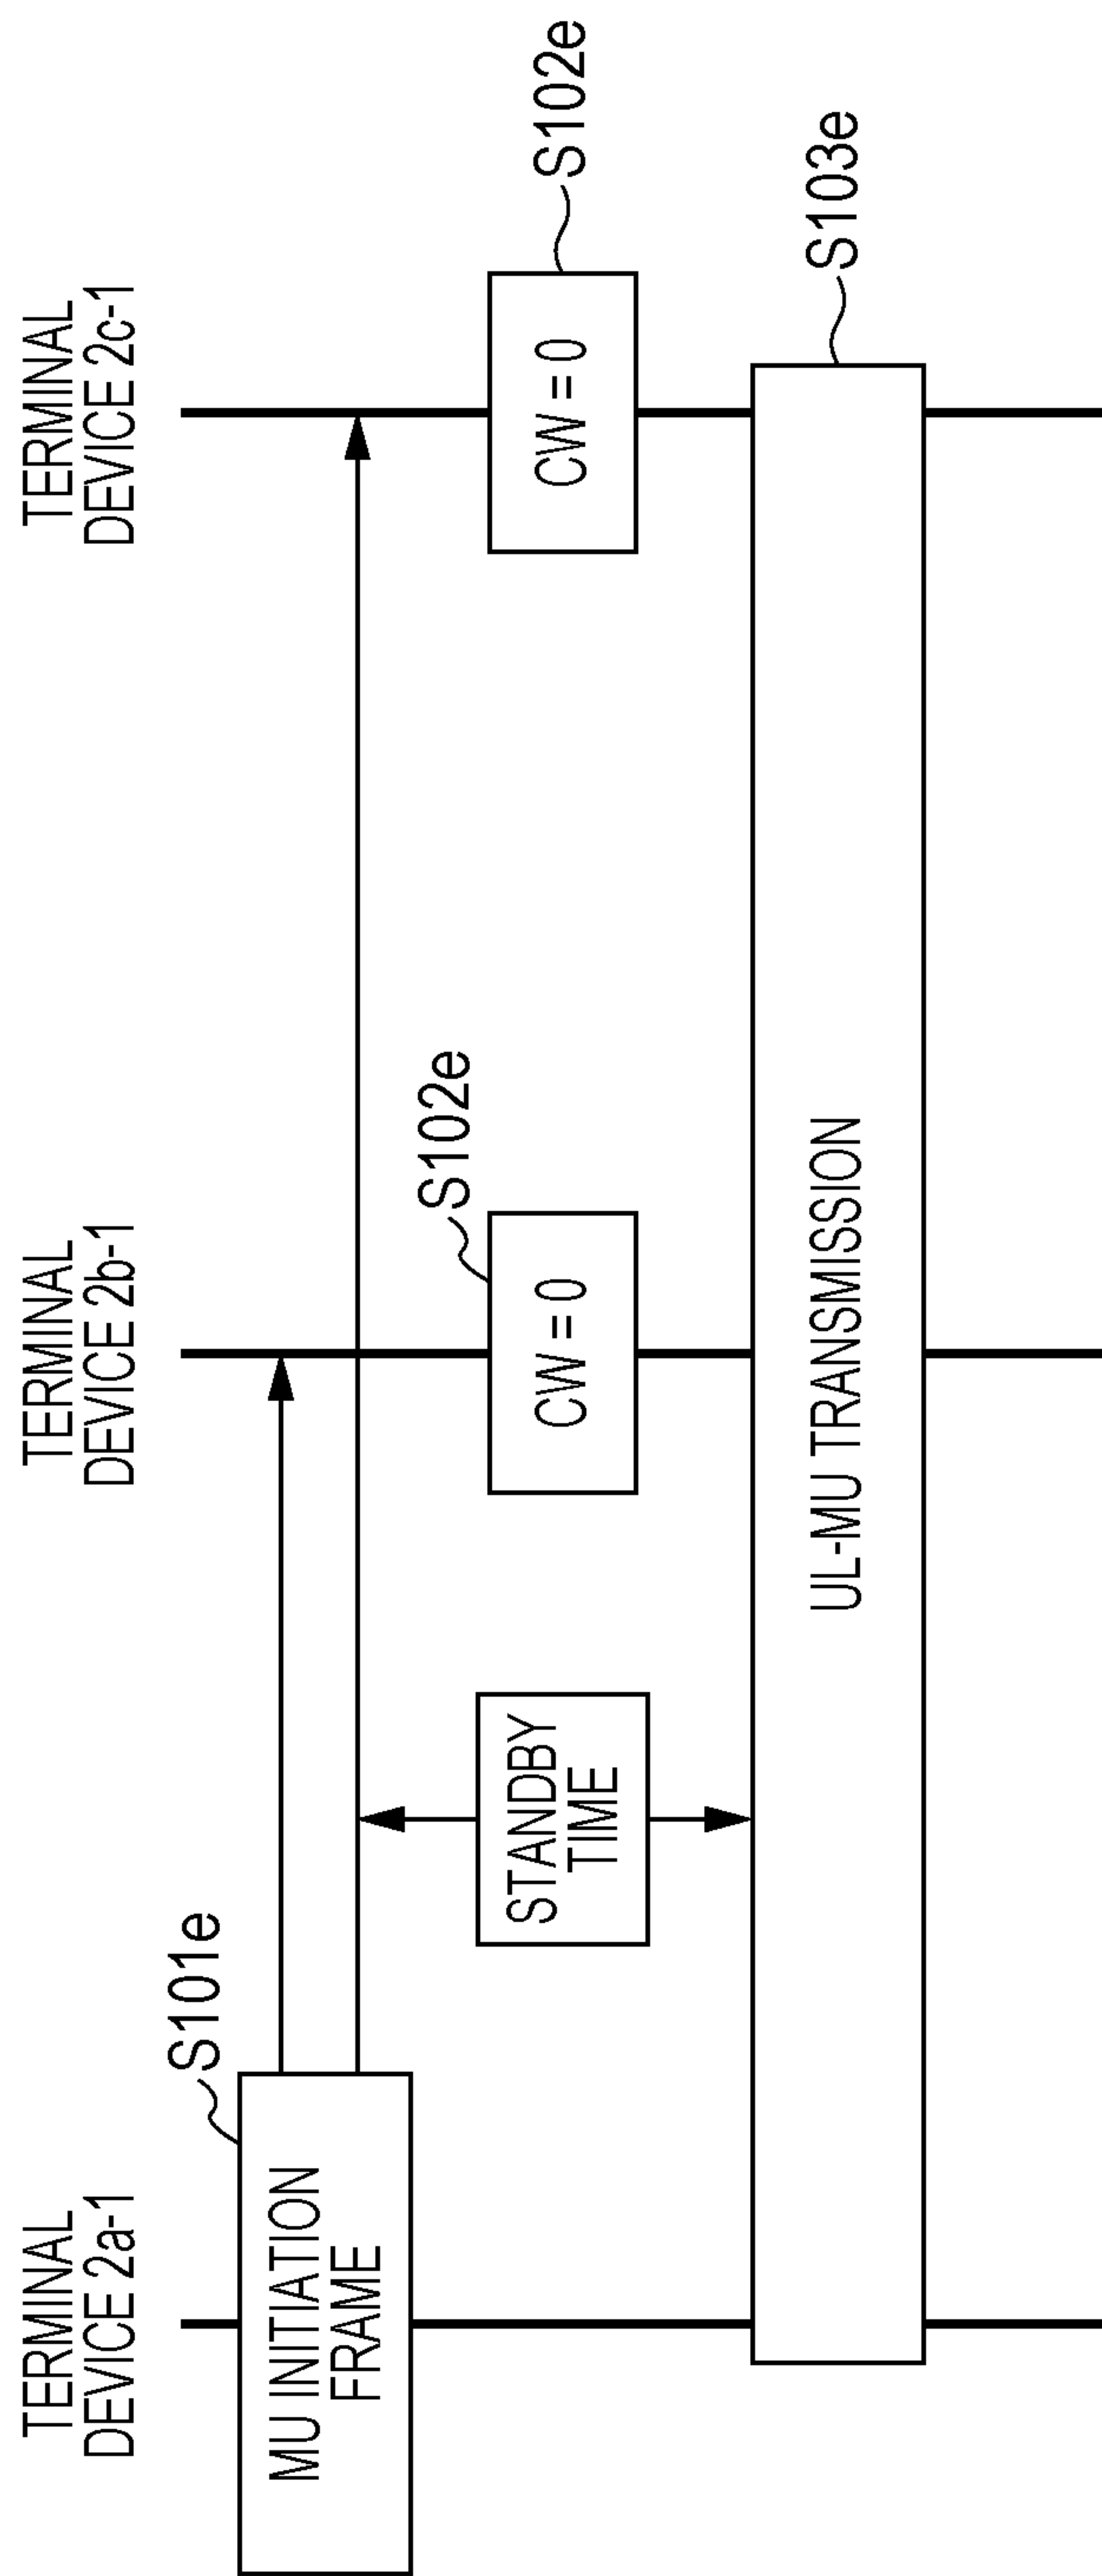 TERMINAL
DEVICE 2a-1
TERMINAL
DEVICE 2b-1
TERMINAL
DEVICE 2c-1
S101e
MU INITIATION
FRAME
S102e
S102e
STANDBY
TIME
CW = 0
CW = 0
S103e
UL-MU TRANSMISSION